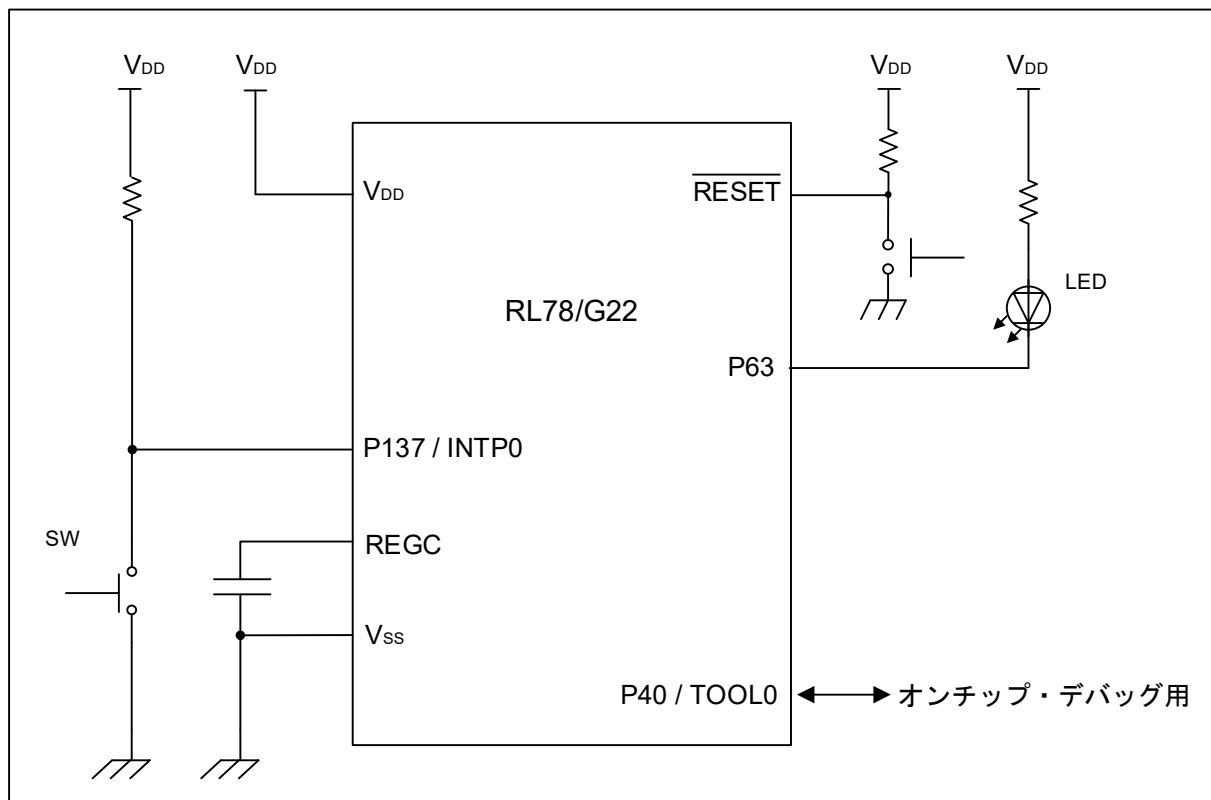 VDD
VDD
VDD
VDD
VDD
RESET
RL78/G22
LED
P63
P137 / INTP0
SW
REGC
VSS
P40 / TOOL0
オンチップ・デバッグ用